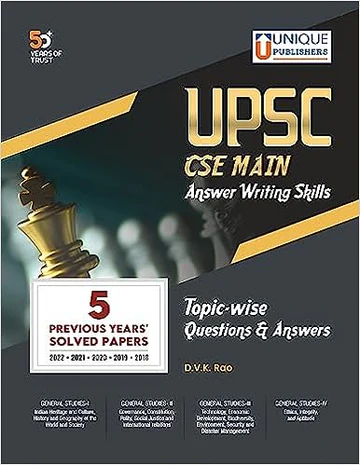 50+
YEARS OF
TRUST
UNIQUE
PUBLISHERS
UPSC
CSE MAIN
Answer Writing Skills
5
PREVIOUS YEARS'
SOLVED PAPERS
2022 • 2021 • 2020 • 2019 • 2018
Topic-wise
Questions & Answers
D.V.K. Rao
GENERAL STUDIES-I
Indian Heritage and Culture,
History and Geography of the
World and Society
GENERAL STUDIES-II
Governance, Constitution,
Polity, Social Justice and
International relations
GENERAL STUDIES-III
Technology, Economic
Development, Biodiversity,
Environment, Security and
Disaster Management
GENERAL STUDIES-IV
Ethics, Integrity,
and Aptitude